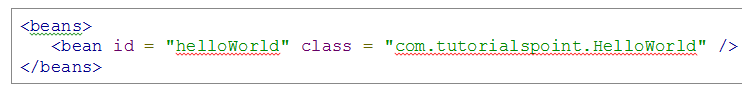 <beans>
<bean id = "helloWorld" class = "com.tutorialspoint.HelloWorld" />
</beans>